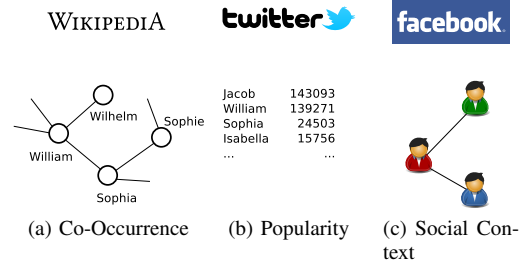 WIKIPEDIA
twitter
facebook
Wilhelm
Sophie
William
Sophia
Jacob 143093
William 139271
Sophia 24503
Isabella 15756
... ...
(a) Co-Occurrence
(b) Popularity
(c) Social Con-
text